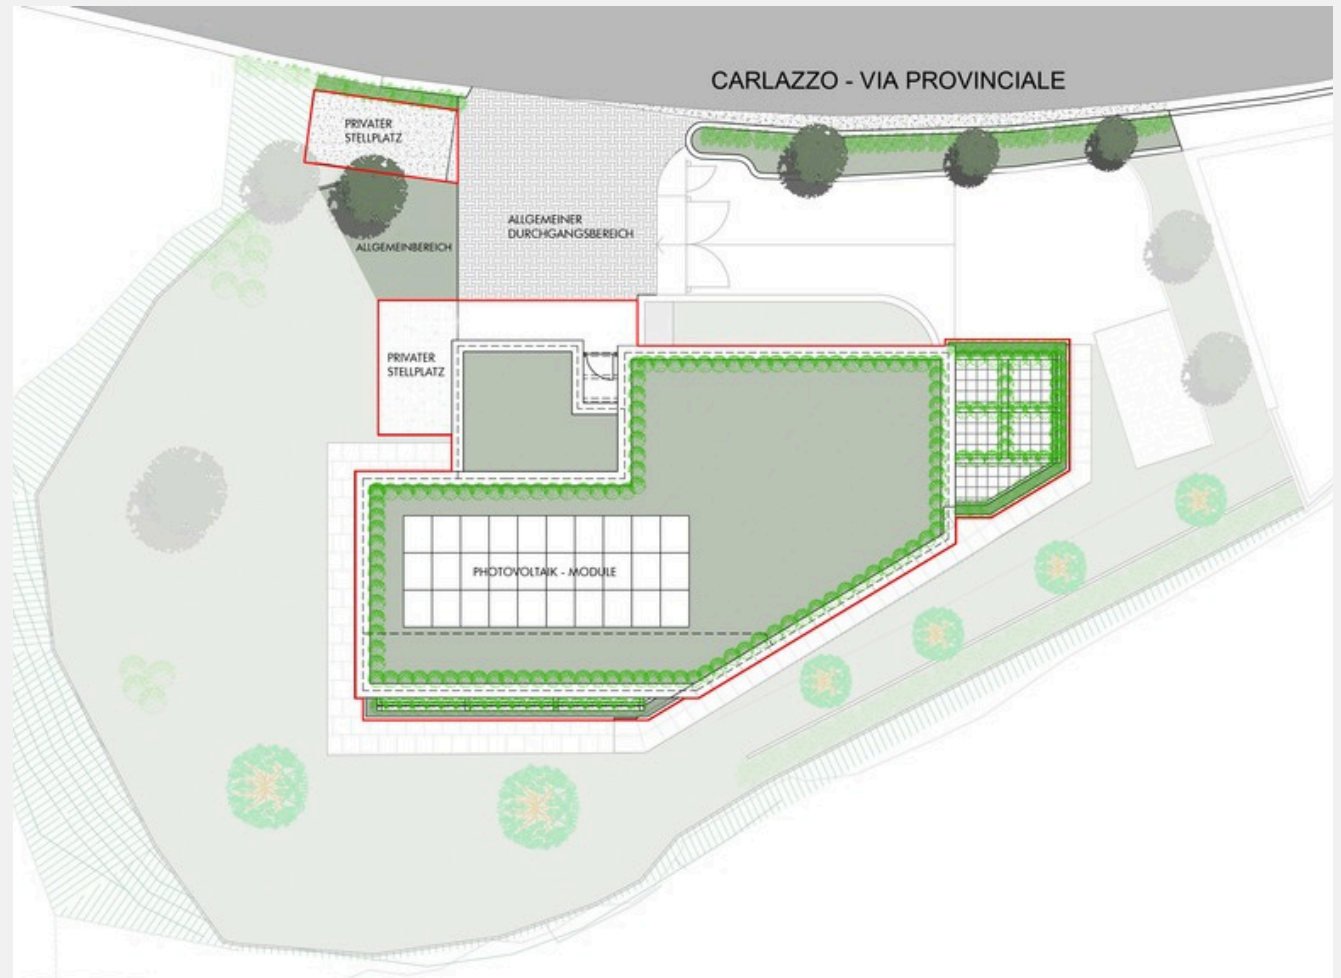 CARLAZZO - VIA PROVINCIALE
PRIVATER
STELLPLATZ
ALLGEMEINER
DURCHGANGSBEREICH
ALLGEMEINBEREICH
PRIVATER
STELLPLATZ
PHOTOVOLTAIK - MODULE